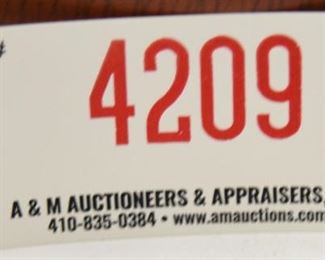 4209
A & M AUCTIONEERS & APPRAISERS,
410-835-0384 • www.amauctions.com